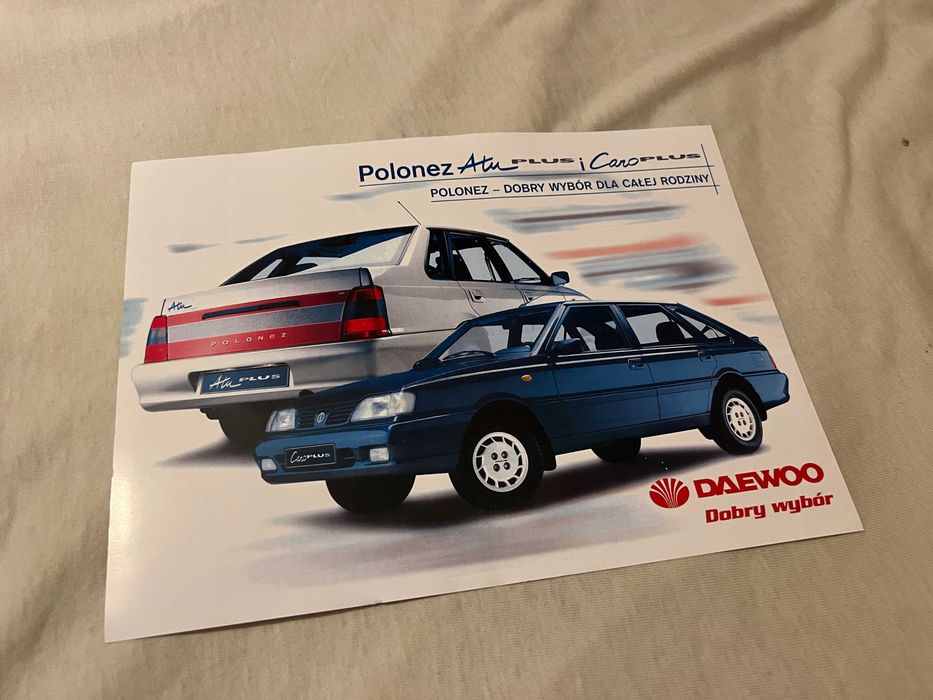 Polonez Atu PLUS i Caro PLUS
POLONEZ – DOBRY WYBÓR DLA CAŁEJ RODZINY
Atu
POLONEZ
Atu PLUS
Caro PLUS
DAEWOO
Dobry wybór